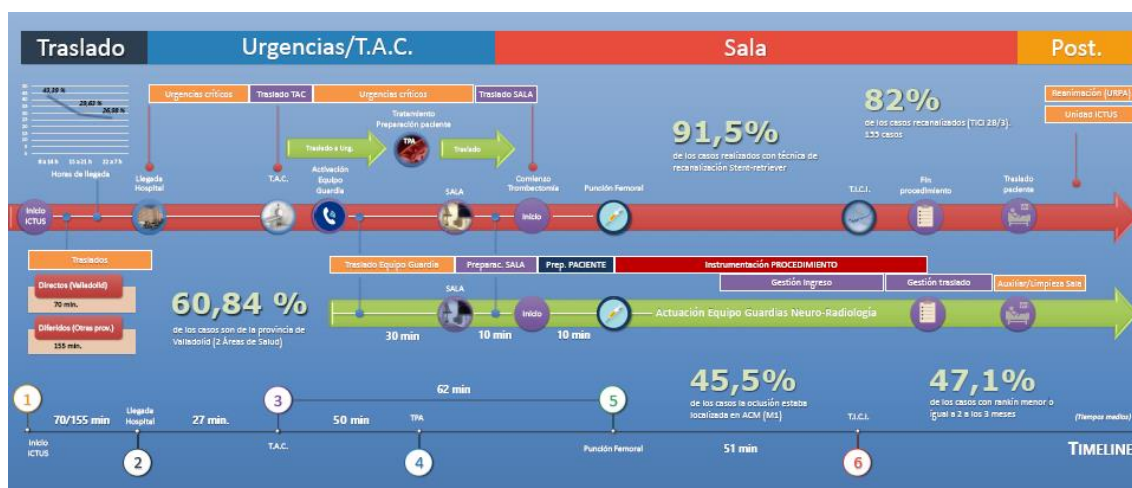 Traslado
Urgencias/T.A.C.
Sala
Post.
43,20 %
29,63 %
26,98 %
8 a 14 h
15 a 21 h
22 a 7 h
Horas de llegada
Urgencias críticos
Traslado TAC
Urgencias críticos
Traslado SALA
Tratamiento
Preparación paciente
Traslado a Urg.
TPA
Traslado
91,5%
de los casos realizados con técnica de
recanalización Stent-retriever
82%
de los casos recanalizados (TICI 2B/3).
155 casos
Reanimación (URPA)
Unidad ICTUS
Inicio
ICTUS
Llegada
Hospital
T.A.C.
Activación
Equipo
Guardia
SALA
Comienzo
Trombectomía
Inicio
Punción Femoral
T.I.C.I.
Fin
procedimiento
Traslado
paciente
Traslados
Directos (Valladolid)
70 min.
Diferidos (Otras prov.)
155 min.
60,84 %
de los casos son de la provincia de
Valladolid (2 Áreas de Salud)
Traslado Equipo Guardia
Preparac. SALA
Prep. PACIENTE
Instrumentación PROCEDIMIENTO
Gestión Ingreso
Gestión traslado
Auxiliar/Limpieza Sala
SALA
Inicio
Actuación Equipo Guardias Neuro-Radiología
30 min
10 min
10 min
45,5%
de los casos la oclusión estaba
localizada en ACM (M1)
47,1%
de los casos con rankin menor o
igual a 2 a los 3 meses
1
70/155 min
Llegada
Hospital
27 min.
3
62 min
50 min
TPA
5
51 min
T.I.C.I.
(Tiempos medios)
Inicio
ICTUS
2
T.A.C.
4
Punción Femoral
6
TIMELINE